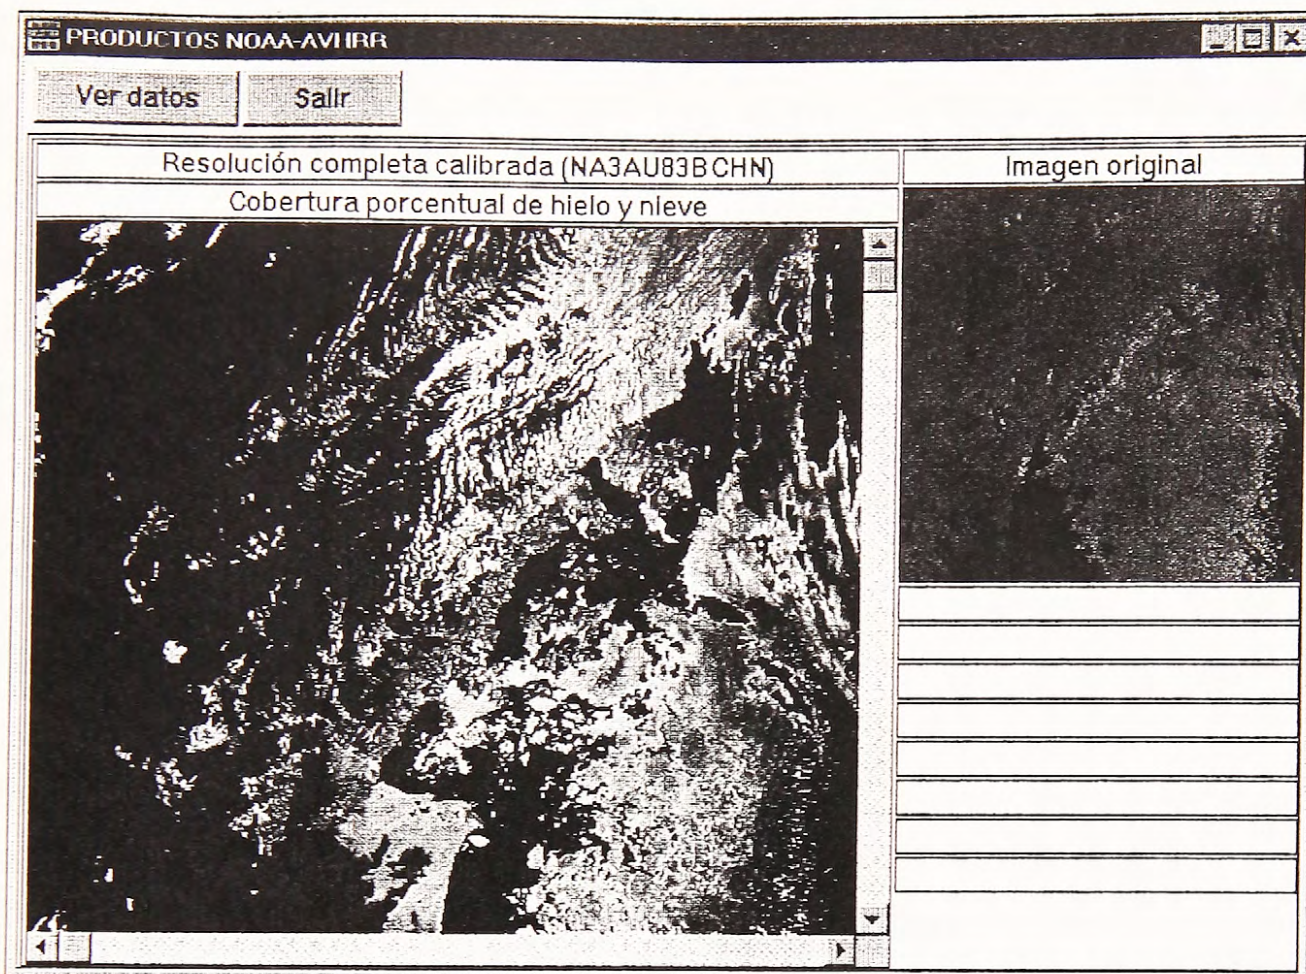 PRODUCTOS NOAA-AVHRR
Ver datos
Salir
Resolución completa calibrada (NA3AU83BCHN)
Imagen original
Cobertura porcentual de hielo y nieve